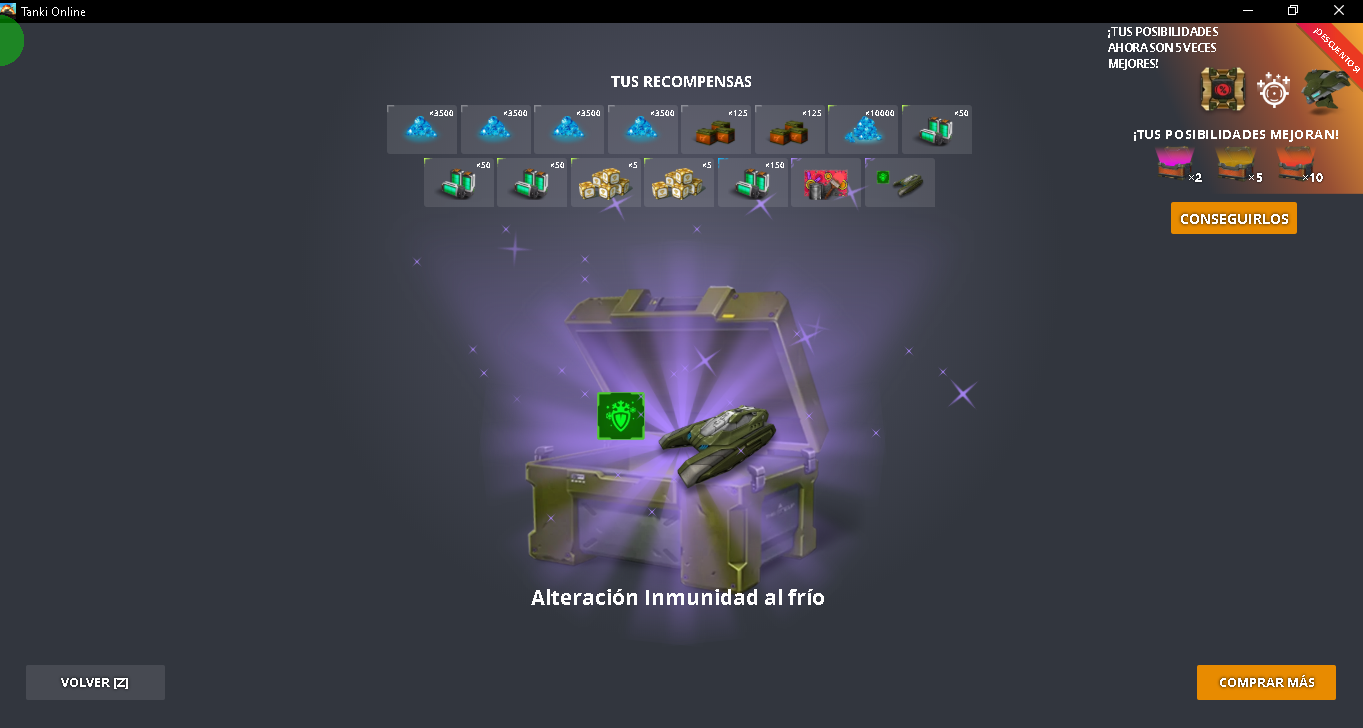 Tanki Online
¡TUS POSIBILIDADES
AHORA SON 5 VECES
MEJORES!
¡DESCUENTO S!
TUS RECOMPENSAS
×3500 ×3500 ×3500 ×3500 ×125 ×125 ×10000 ×50
×50 ×50 ×5 ×5 ×150
¡TUS POSIBILIDADES MEJORAN!
×2 ×5 ×10
CONSEGUIRLOS
Alteración Inmunidad al frío
VOLVER [Z]
COMPRAR MÁS